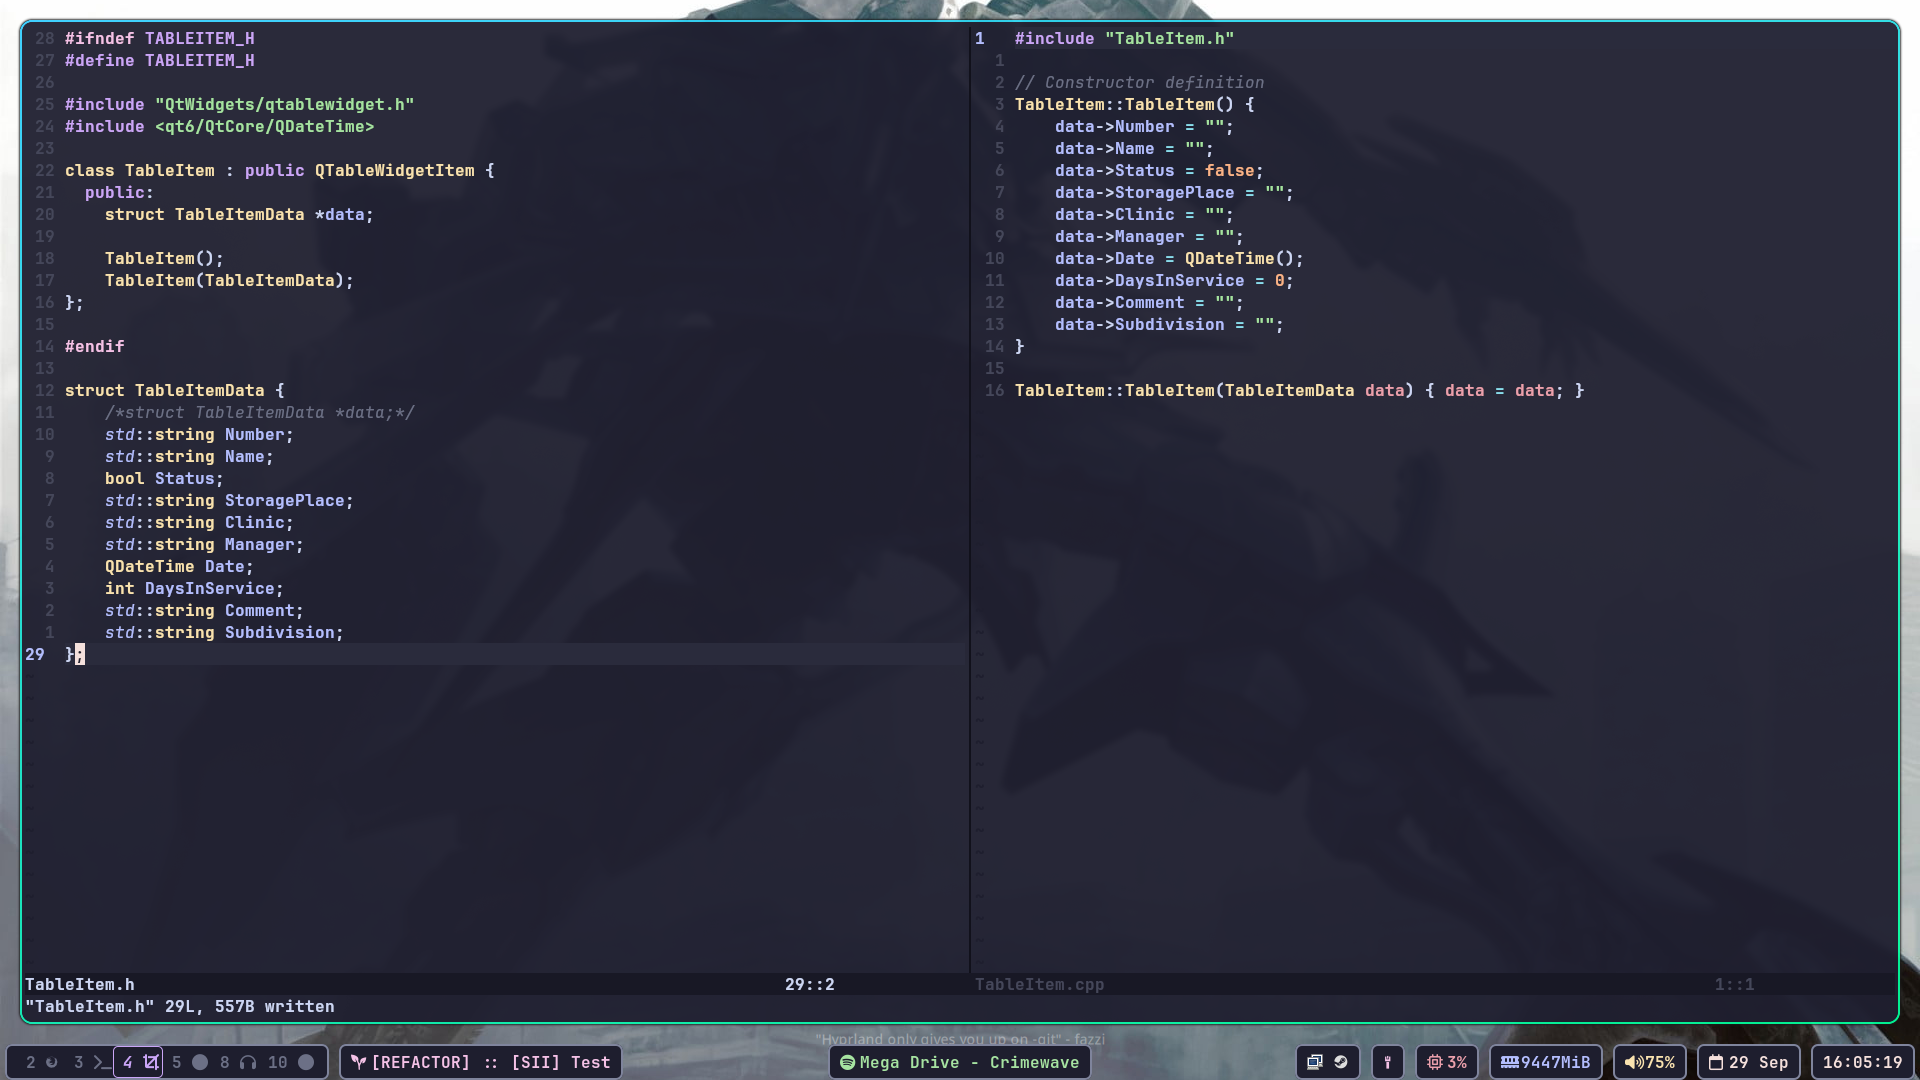 28 #ifndef TABLEITEM_H
27 #define TABLEITEM_H
26
25 #include "QtWidgets/qtablewidget.h"
24 #include <qt6/QtCore/QDateTime>
23
22 class TableItem : public QTableWidgetItem {
21   public:
20     struct TableItemData *data;
19
18     TableItem();
17     TableItem(TableItemData);
16 };
15
14 #endif
13
12 struct TableItemData {
11     /*struct TableItemData *data;*/
10     std::string Number;
9     std::string Name;
8     bool Status;
7     std::string StoragePlace;
6     std::string Clinic;
5     std::string Manager;
4     QDateTime Date;
3     int DaysInService;
2     std::string Comment;
1     std::string Subdivision;
29 };
TableItem.h 29::2
"TableItem.h" 29L, 557B written
1 #include "TableItem.h"
1
2 // Constructor definition
3 TableItem::TableItem() {
4     data->Number = "";
5     data->Name = "";
6     data->Status = false;
7     data->StoragePlace = "";
8     data->Clinic = "";
9     data->Manager = "";
10     data->Date = QDateTime();
11     data->DaysInService = 0;
12     data->Comment = "";
13     data->Subdivision = "";
14 }
15
16 TableItem::TableItem(TableItemData data) { data = data; }
TableItem.cpp 1::1
"Hyprland only gives you up on -git" - fazzi
2 3 4 5 8 10 [REFACTOR] :: [SII] Test Mega Drive - Crimewave 3% 9447MiB 75% 29 Sep 16:05:19